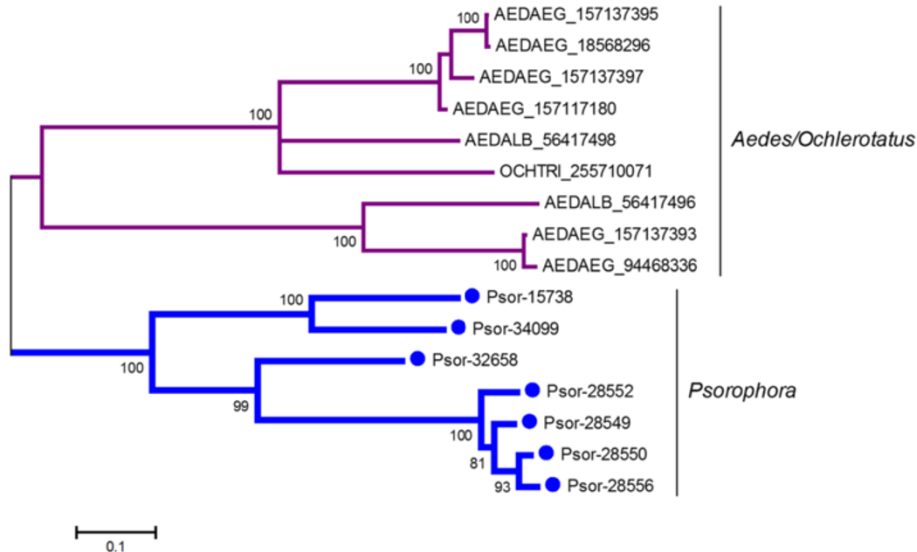 100
AEDAEG_157137395
AEDAEG_18568296
100
AEDAEG_157137397
AEDAEG_157117180
100
AEDALB_56417498
Aedes/Ochlerotatus
OCHTRI_255710071
AEDALB_56417496
100
AEDAEG_157137393
100
AEDAEG_94468336
100
Psor-15738
Psor-34099
100
Psor-32658
Psorophora
99
Psor-28552
100
Psor-28549
81
Psor-28550
93
Psor-28556
0.1